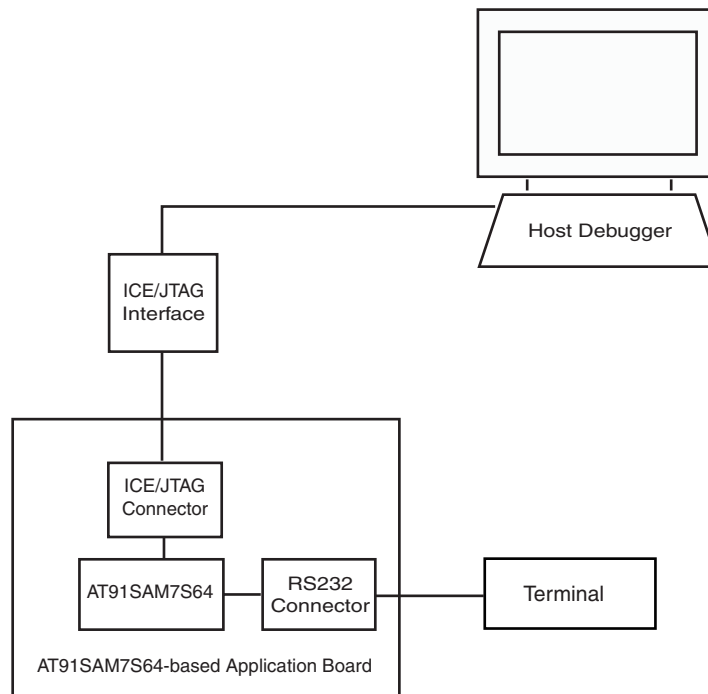 Host Debugger
ICE/JTAG
Interface
ICE/JTAG
Connector
AT91SAM7S64
RS232
Connector
Terminal
AT91SAM7S64-based Application Board